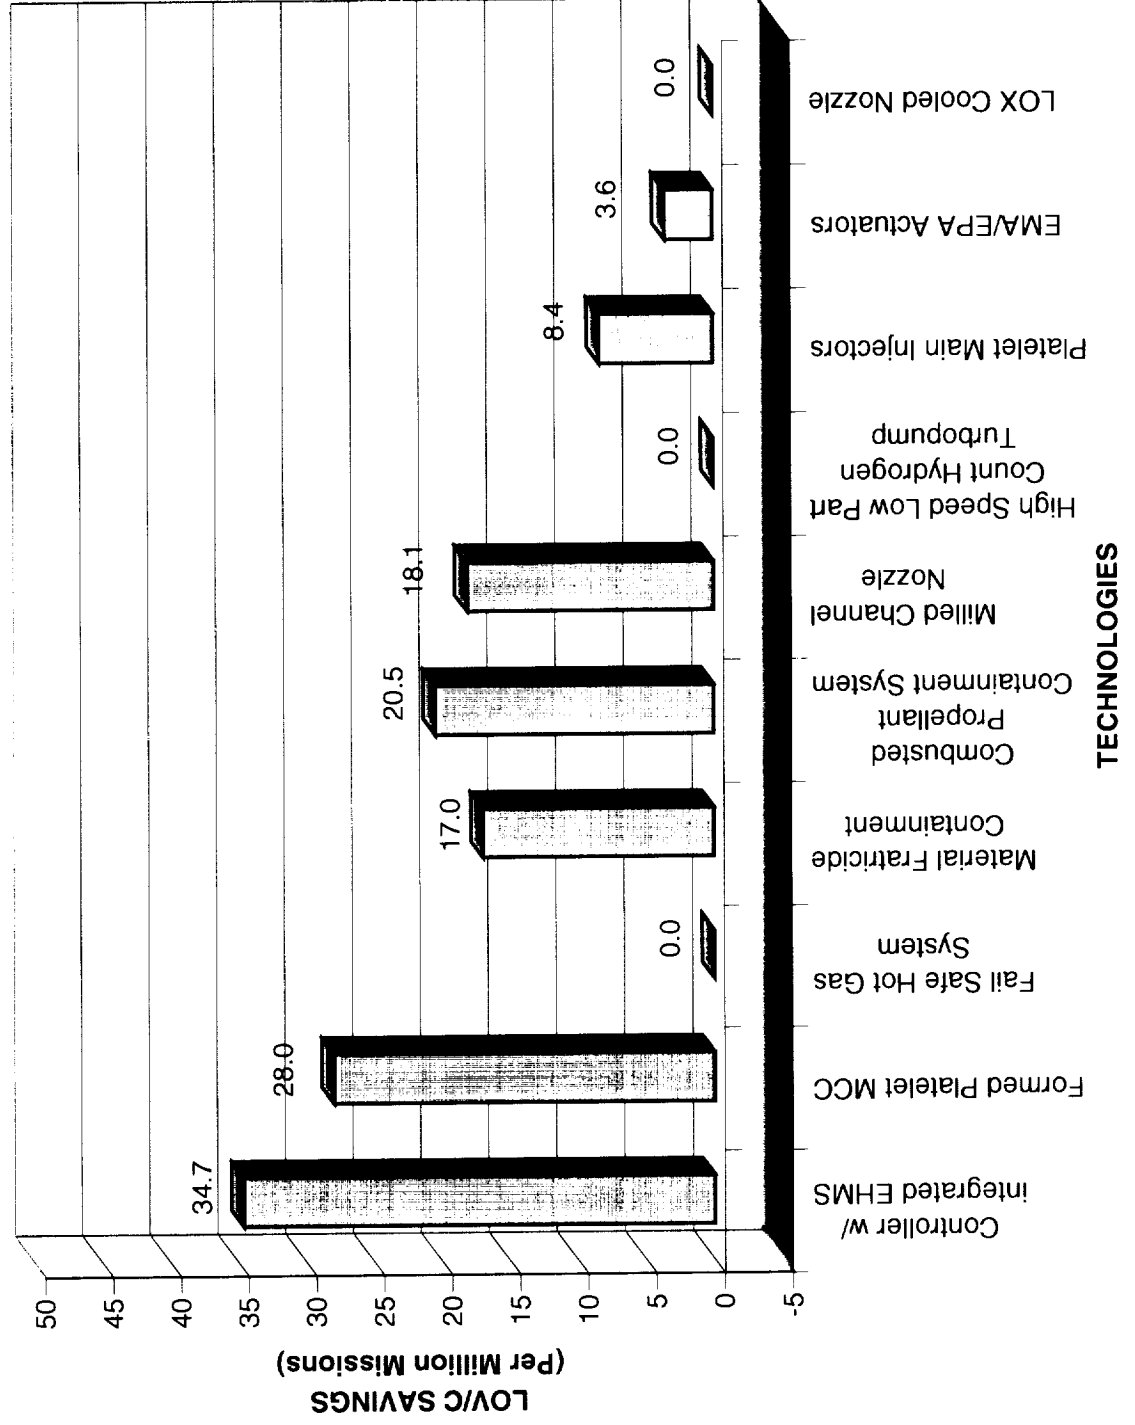 LOV/C SAVINGS
(Per Million Missions)
50
45
40
35
30
25
20
15
10
5
0
-5
34.7
28.0
0.0
17.0
20.5
18.1
0.0
8.4
3.6
0.0
Controller w/
integrated EHMS
Formed Platelet MCC
Fail Safe Hot Gas
System
Material Fratricide
Containment
Combusted
Propellant
Containment System
Milled Channel
Nozzle
High Speed Low Part
Count Hydrogen
Turbopump
Platelet Main Injectors
EMA/EPA Actuators
LOX Cooled Nozzle
TECHNOLOGIES